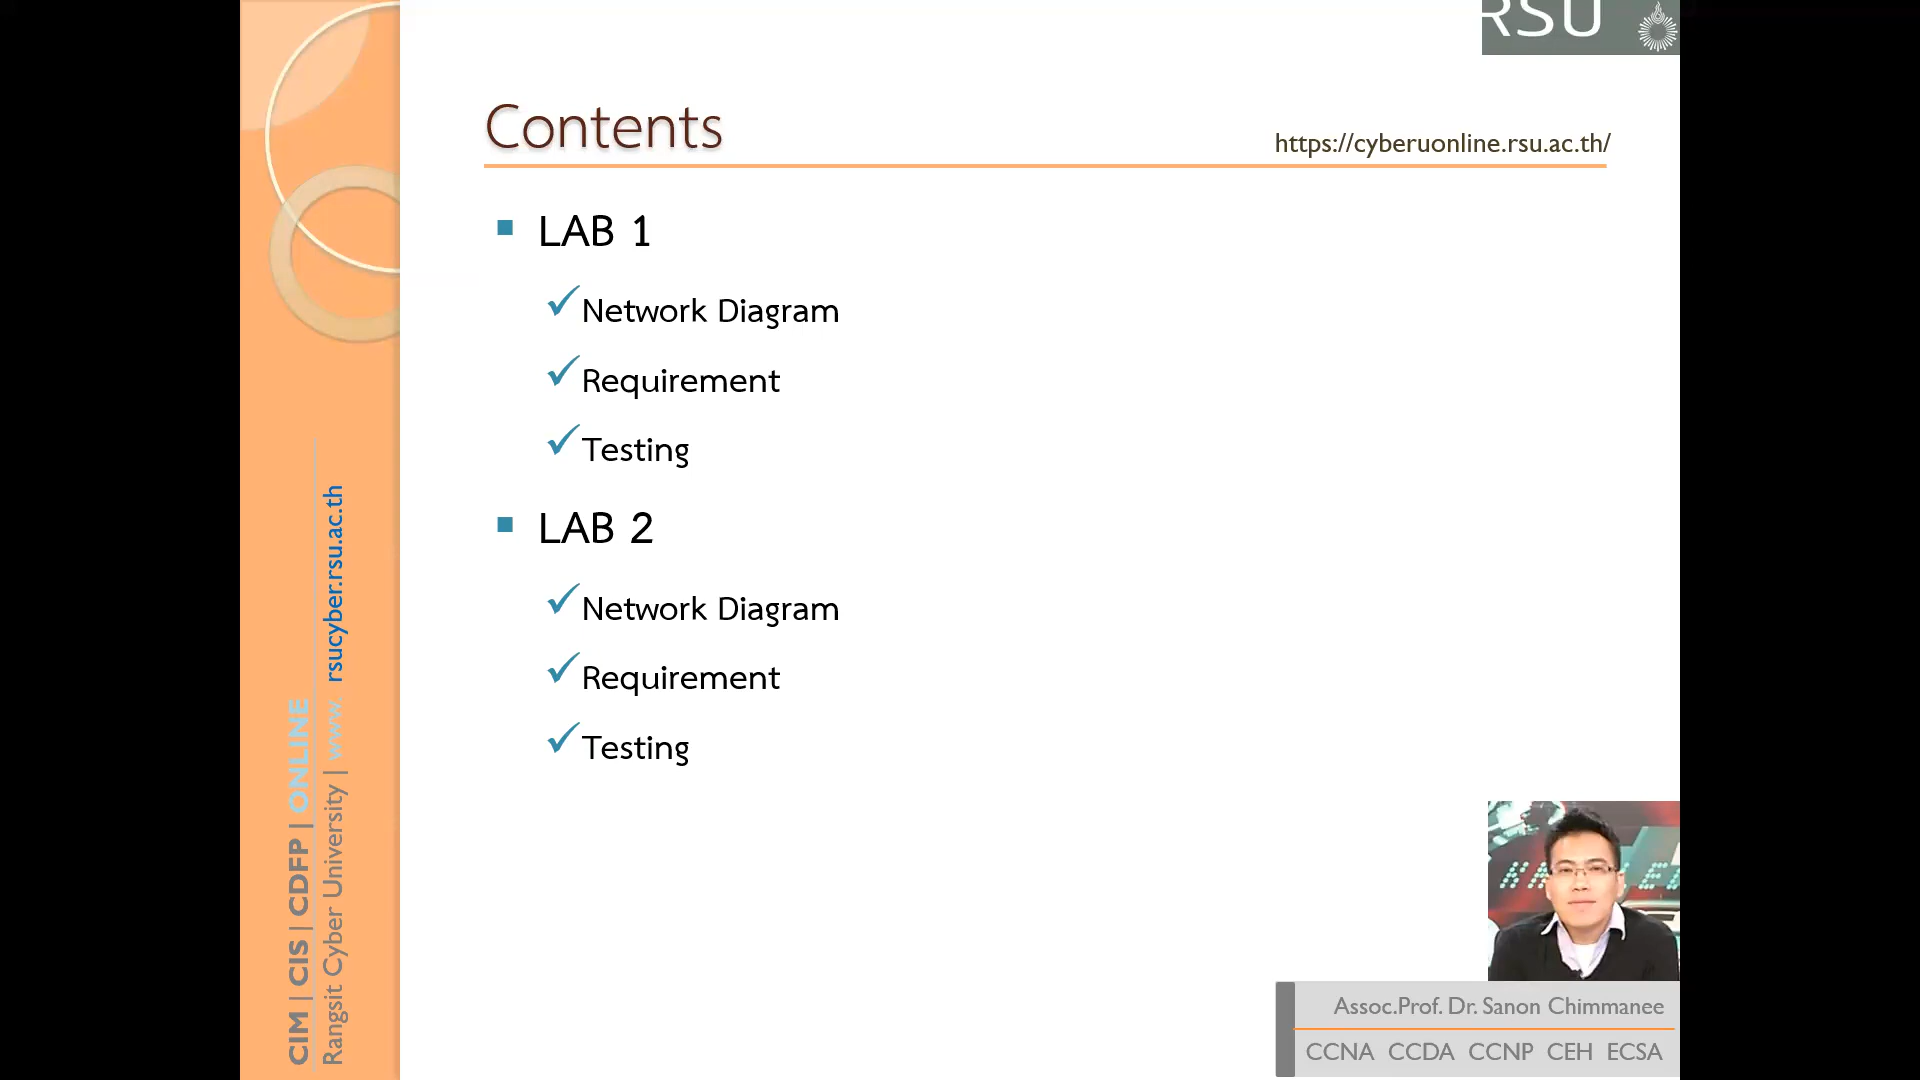 RSU
Contents
https://cyberuonline.rsu.ac.th/
LAB 1
Network Diagram
Requirement
Testing
LAB 2
Network Diagram
Requirement
Testing
CIM | CIS | CDFP | ONLINE
Rangsit Cyber University | www. rsucyber.rsu.ac.th
Assoc.Prof. Dr. Sanon Chimmanee
CCNA CCDA CCNP CEH ECSA